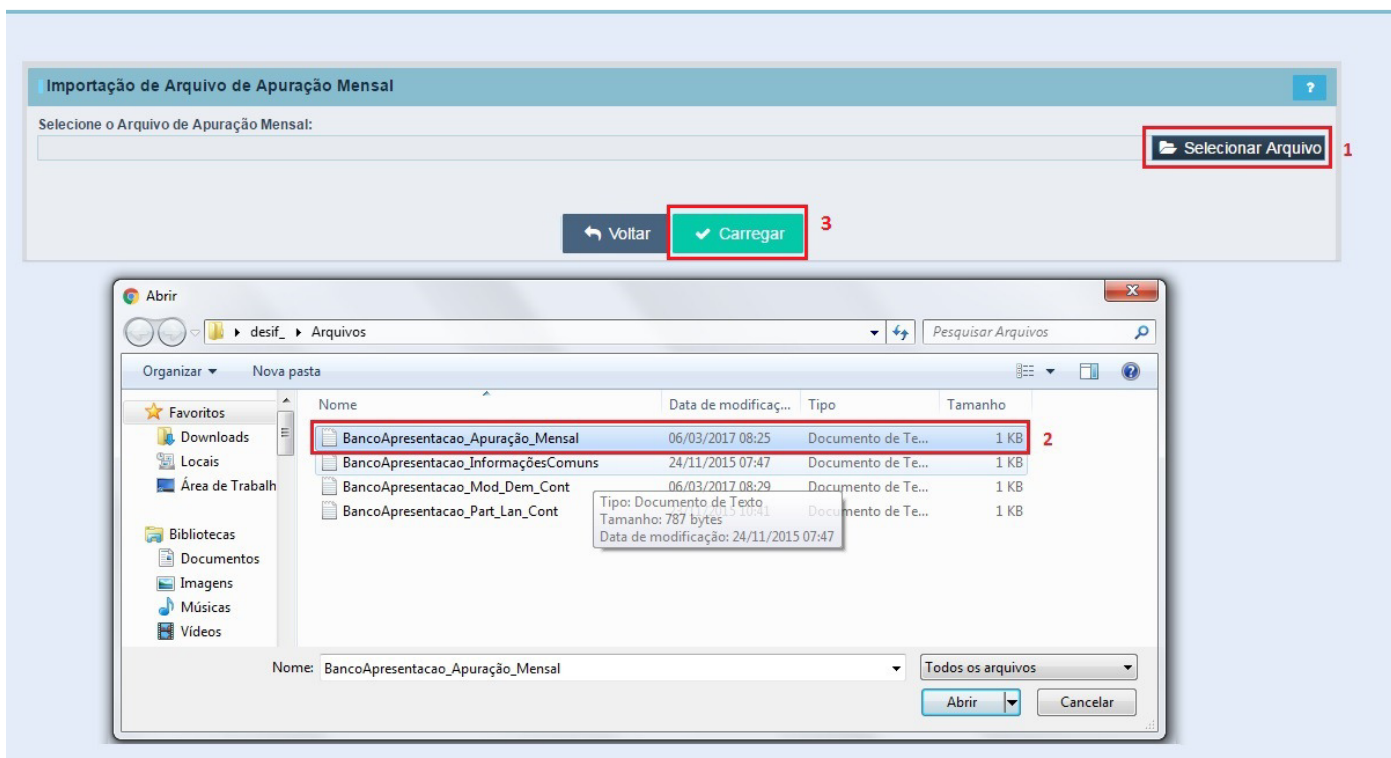 Importação de Arquivo de Apuração Mensal ?
Selecione o Arquivo de Apuração Mensal:
Selecionar Arquivo 1
Voltar Carregar 3
Abrir x
desif_ Arquivos Pesquisar Arquivos
Organizar Nova pasta ?
Favoritos
Downloads
Locais
Área de Trabalh
Bibliotecas
Documentos
Imagens
Músicas
Vídeos
Nome Data de modificaç... Tipo Tamanho
BancoApresentacao_Apuração_Mensal 06/03/2017 08:25 Documento de Te... 1 KB 2
BancoApresentacao_InformaçõesComuns 24/11/2015 07:47 Documento de Te... 1 KB
BancoApresentacao_Mod_Dem_Cont 06/03/2017 08:29 Documento de Te... 1 KB
BancoApresentacao_Part_Lan_Cont 10:41 Documento de Te... 1 KB
Tipo: Documento de Texto
Tamanho: 787 bytes
Data de modificação: 24/11/2015 07:47
Nome: BancoApresentacao_Apuração_Mensal Todos os arquivos
Abrir Cancelar